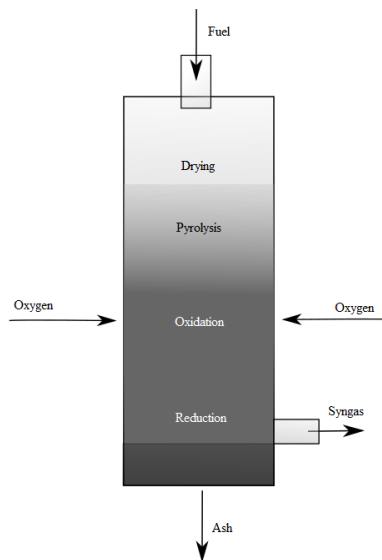 Fuel
Drying
Pyrolysis
Oxygen
Oxygen
Oxidation
Syngas
Reduction
Ash